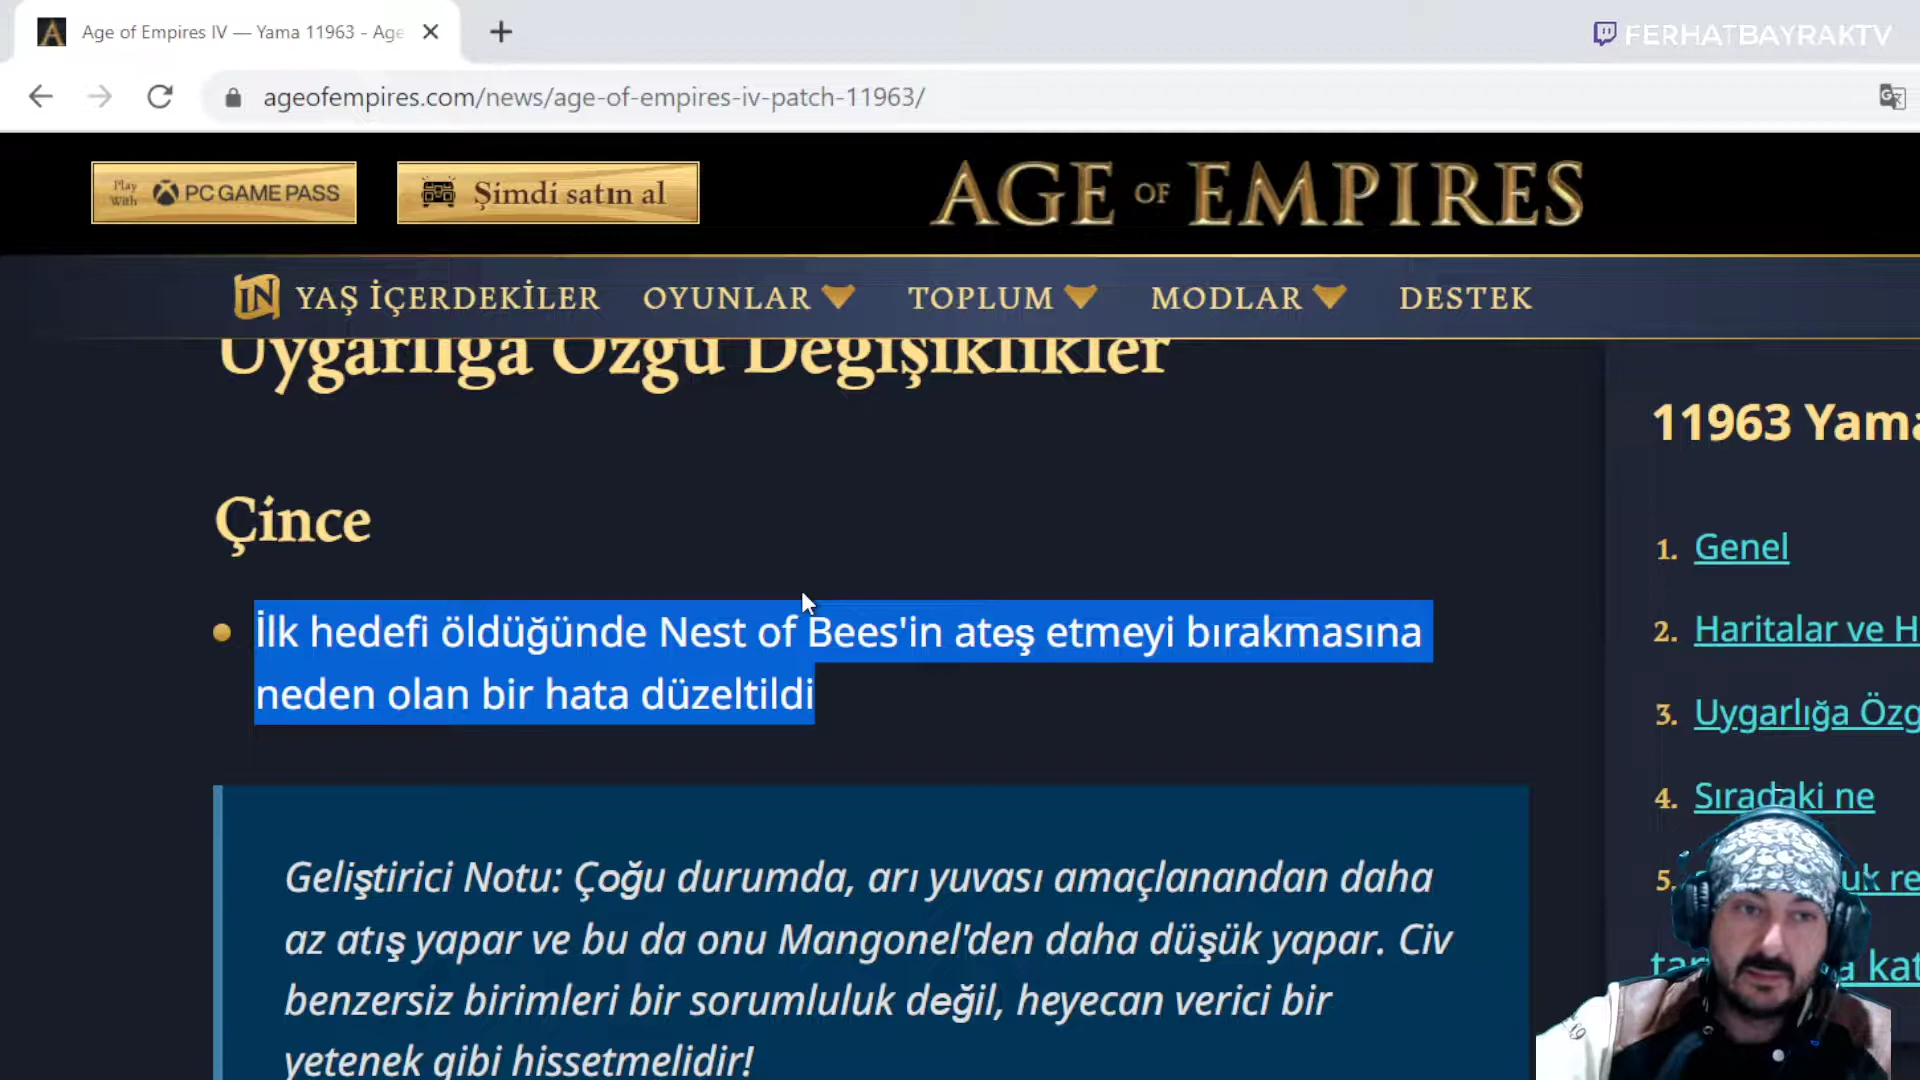 Age of Empires IV — Yama 11963 - Age
FERHATBAYRAKTV
ageofempires.com/news/age-of-empires-iv-patch-11963/
Play With PC GAME PASS
Şimdi satın al
AGE OF EMPIRES
YAŞ İÇERDEKİLER OYUNLAR TOPLUM MODLAR DESTEK
Uygarlığa Özgü Değişiklikler
Çince
İlk hedefi öldüğünde Nest of Bees'in ateş etmeyi bırakmasına
neden olan bir hata düzeltildi
Geliştirici Notu: Çoğu durumda, arı yuvası amaçlanandan daha
az atış yapar ve bu da onu Mangonel'den daha düşük yapar. Civ
benzersiz birimleri bir sorumluluk değil, heyecan verici bir
yetenek gibi hissetmelidir!
11963 Yama
1. Genel
2. Haritalar ve H
3. Uygarlığa Özg
4. Sıradaki ne
5. uk re
a kat